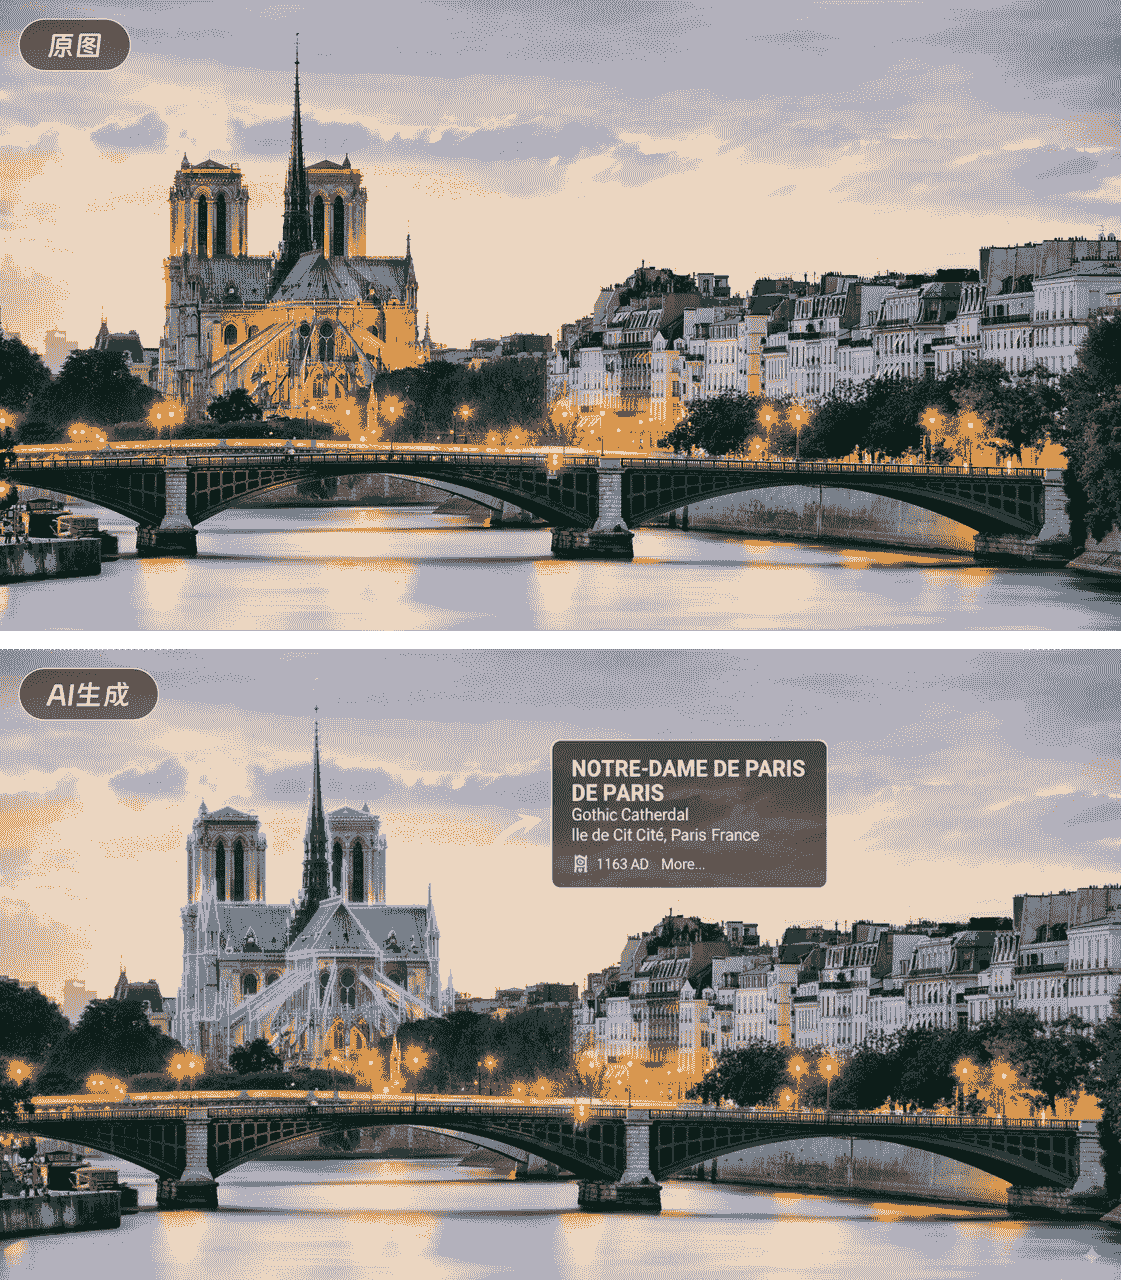 原图
AI生成
NOTRE-DAME DE PARIS
DE PARIS
Gothic Catherdal
Ile de Cit Cité, Paris France
1163 AD More...